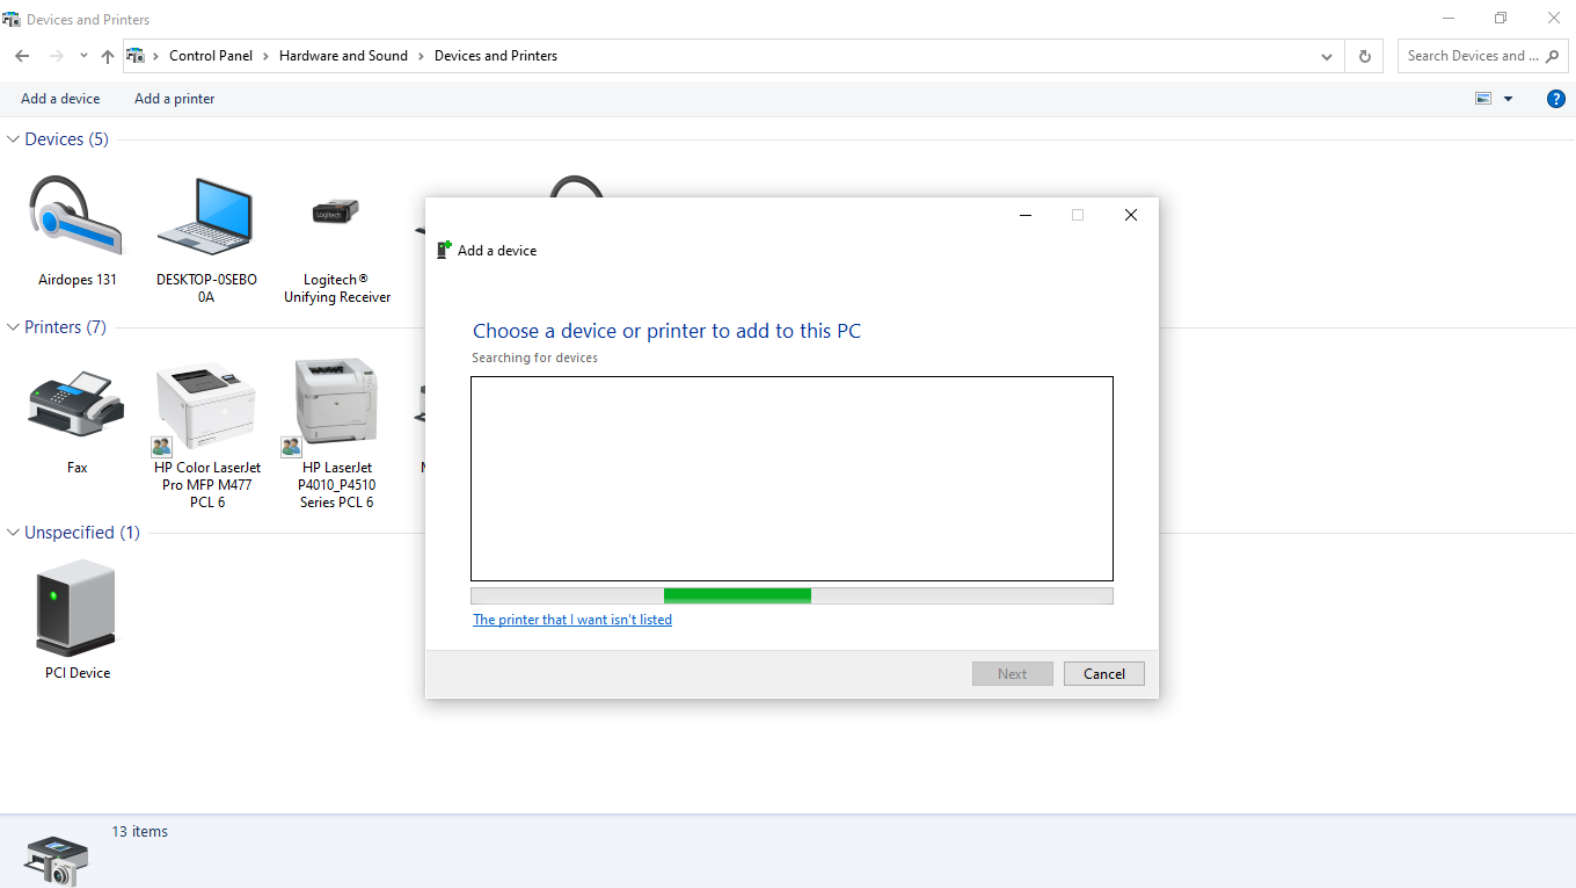 Devices and Printers
Control Panel > Hardware and Sound > Devices and Printers
Search Devices and ...
Add a device
Add a printer
Devices (5)
Logitech
Airdopes 131
DESKTOP-0SEBO
0A
Logitech®
Unifying Receiver
Printers (7)
Fax
HP Color LaserJet
Pro MFP M477
PCL 6
HP LaserJet
P4010_P4510
Series PCL 6
Unspecified (1)
PCI Device
Add a device
Choose a device or printer to add to this PC
Searching for devices
The printer that I want isn't listed
Next
Cancel
13 items